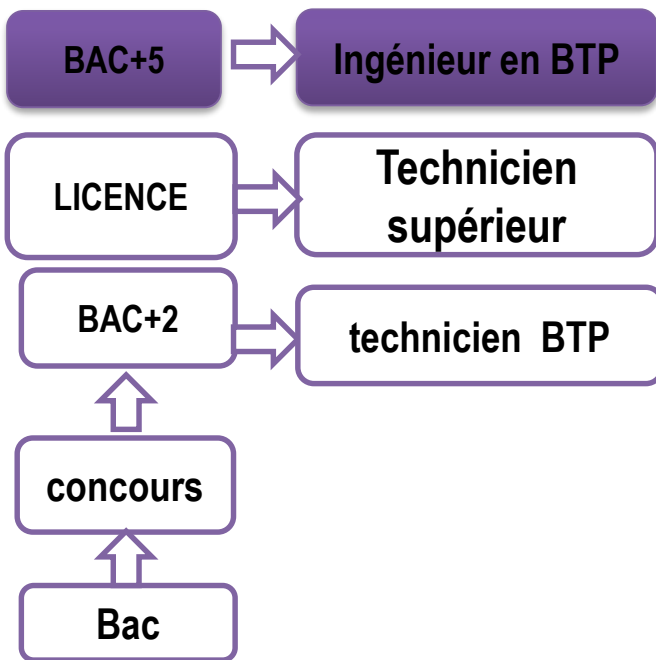 BAC+5
Ingénieur en BTP
LICENCE
Technicien
supérieur
BAC+2
technicien BTP
concours
Bac